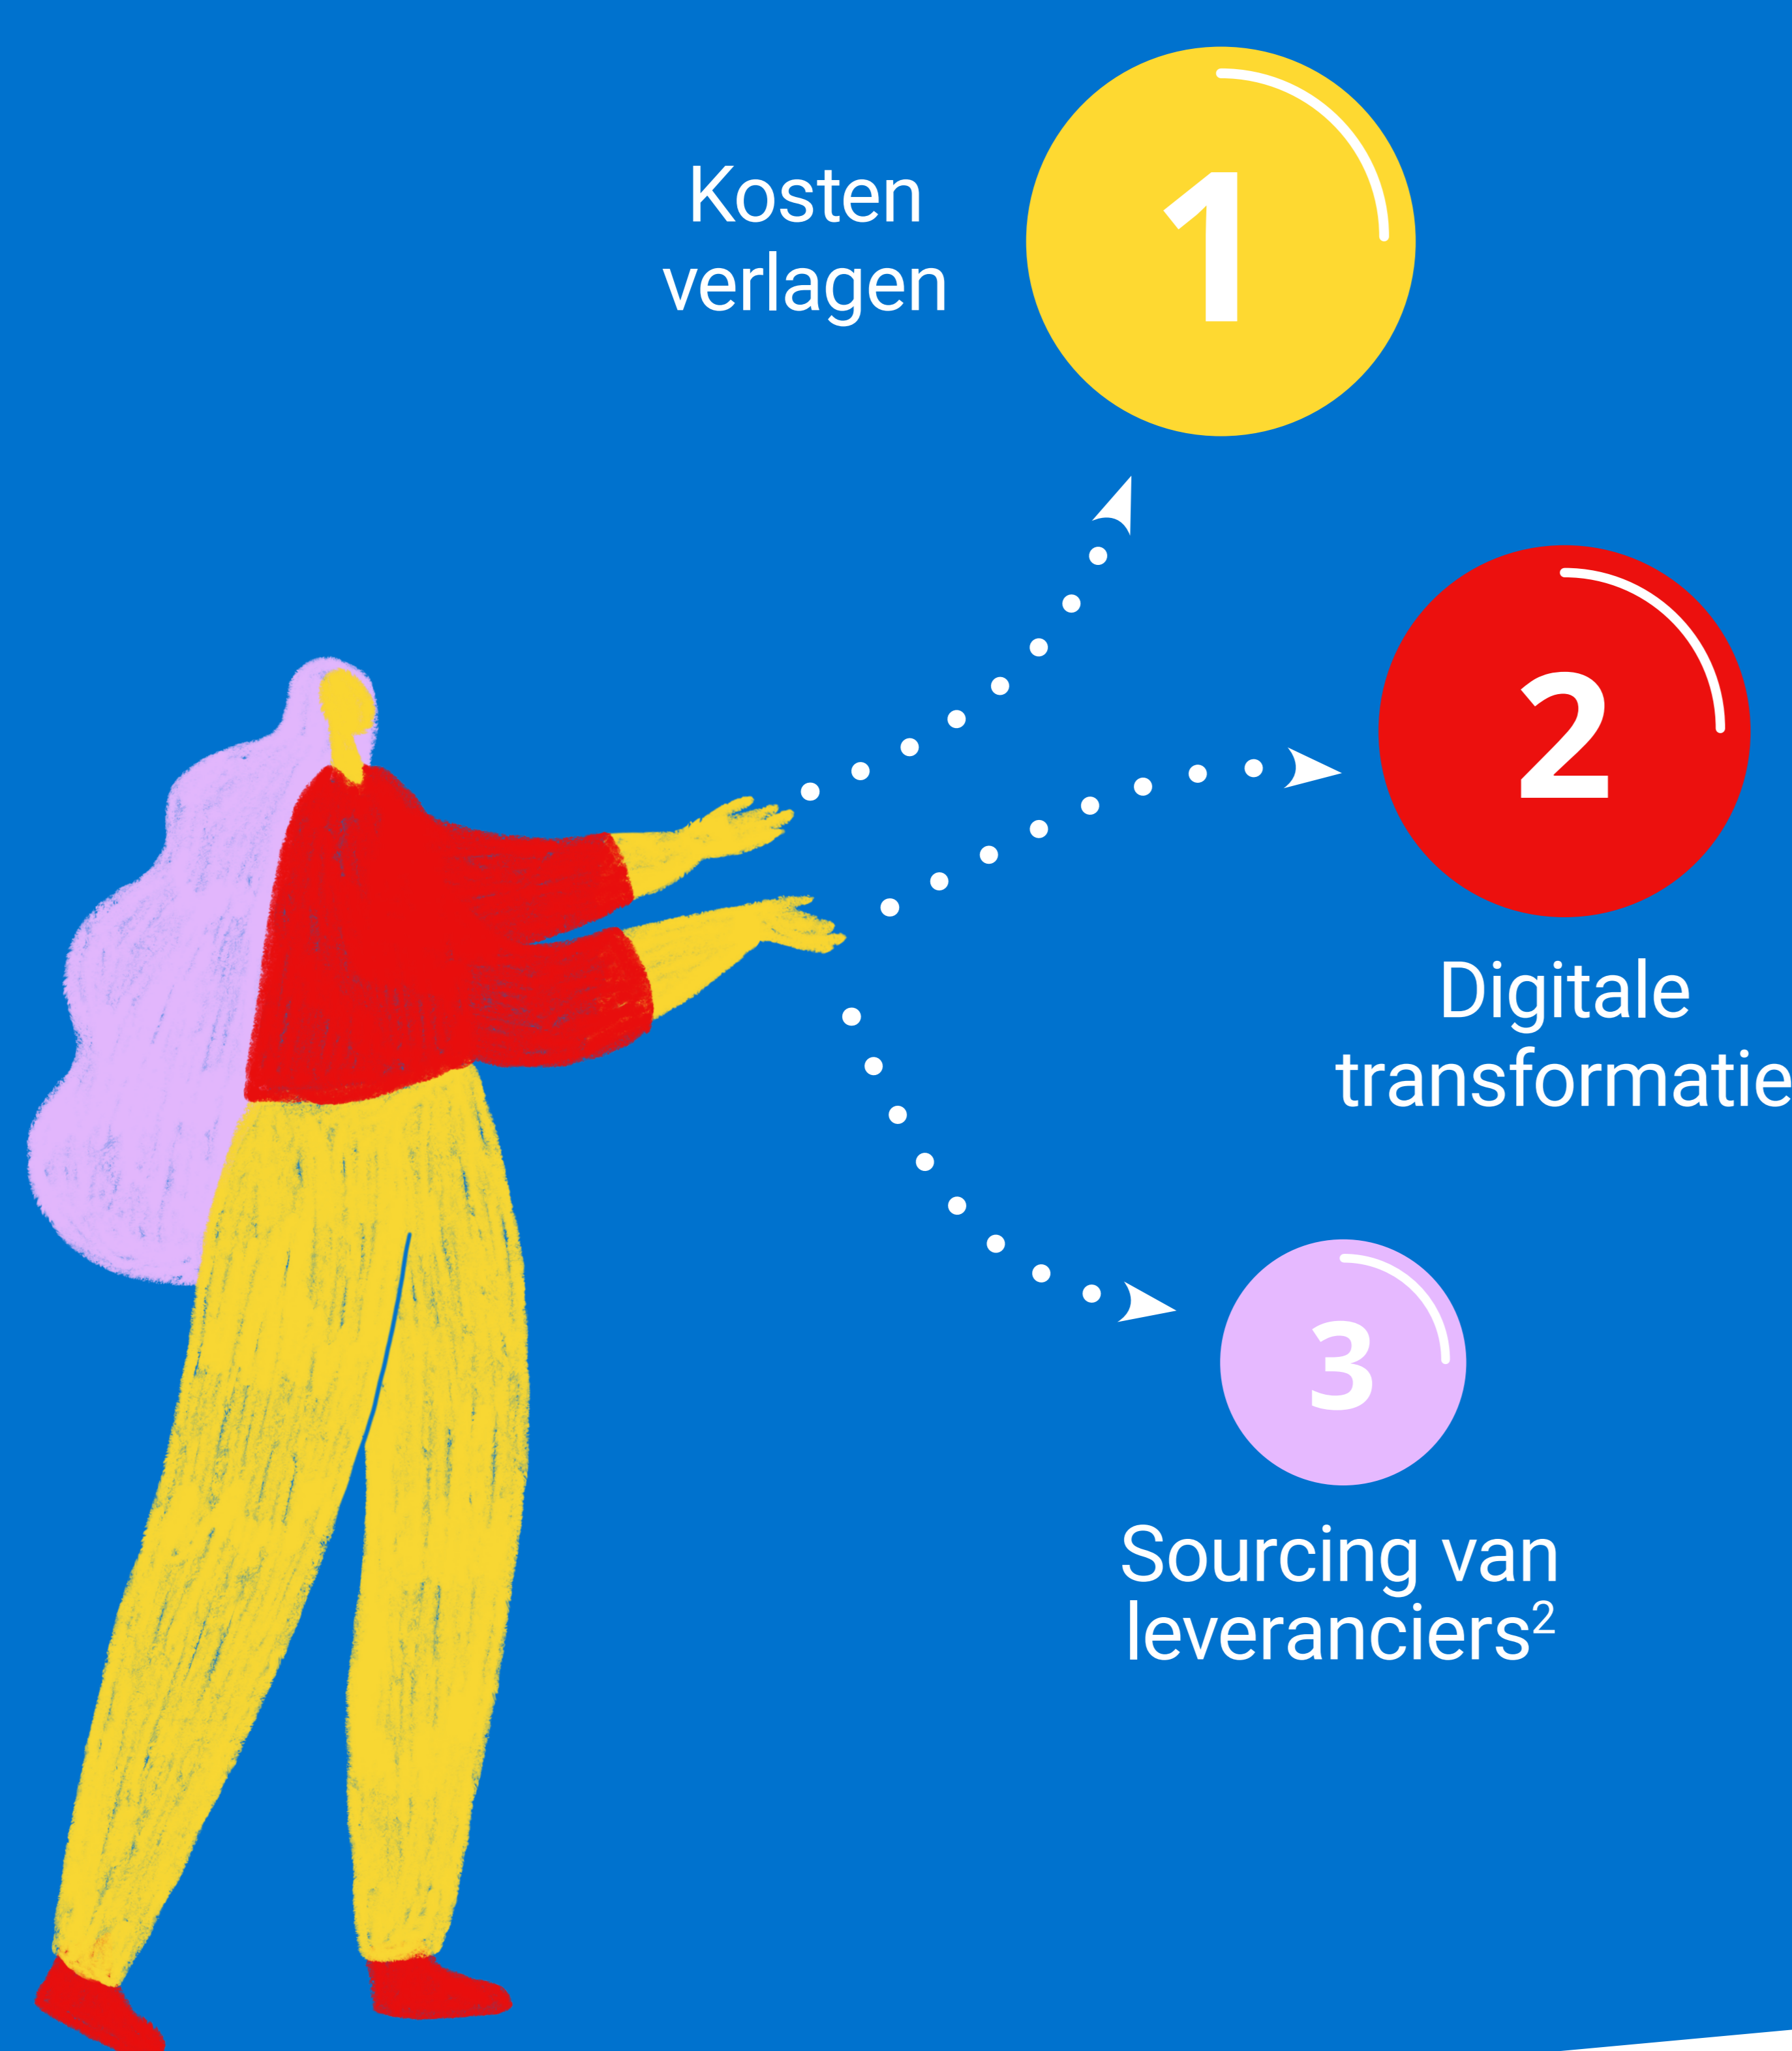 Kosten
verlagen
1
2
Digitale
transformatie
3
Sourcing van
leveranciers²